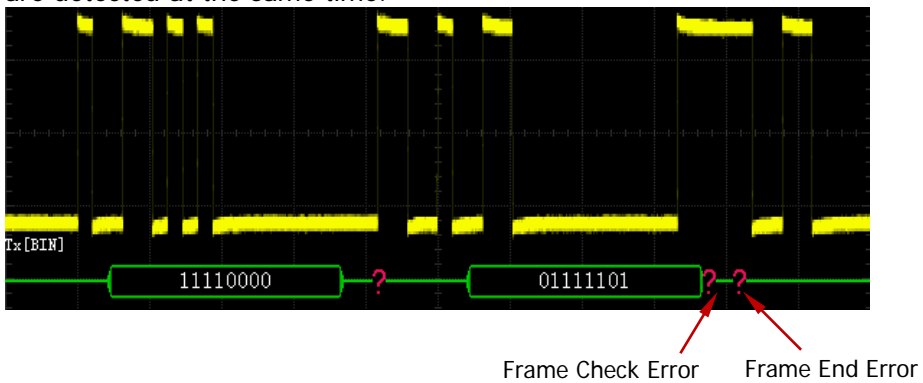 are detected at the same time.
Tx[BIN]
11110000
?
01111101
?
?
Frame Check Error
Frame End Error